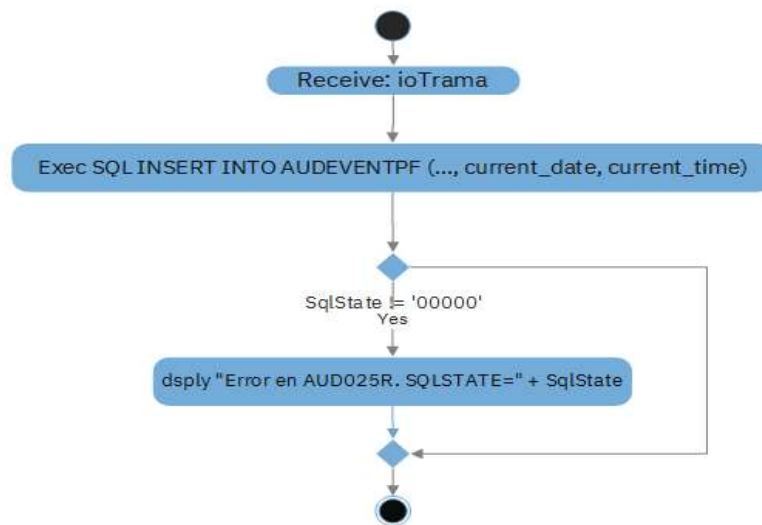 Receive: ioTrama
Exec SQL INSERT INTO AUDEVENTPF (..., current_date, current_time)
SqlState != '00000'
Yes
dsply "Error en AUD025R. SQLSTATE=" + SqlState